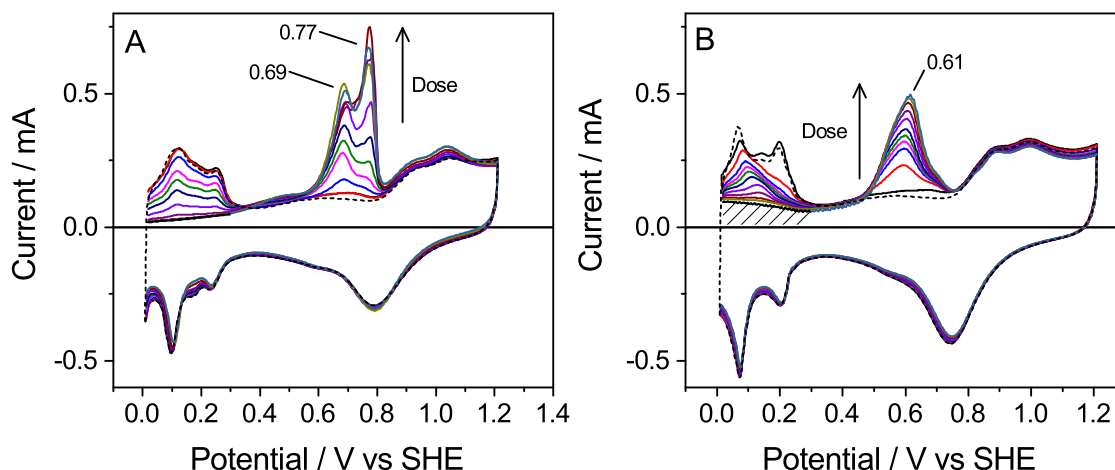 A
0.77
0.69
Dose
Current / mA
0.5
0.0
-0.5
0.0 0.2 0.4 0.6 0.8 1.0 1.2 1.4
Potential / V vs SHE
B
0.61
Dose
Current / mA
0.5
0.0
-0.5
0.0 0.2 0.4 0.6 0.8 1.0 1.2
Potential / V vs SHE